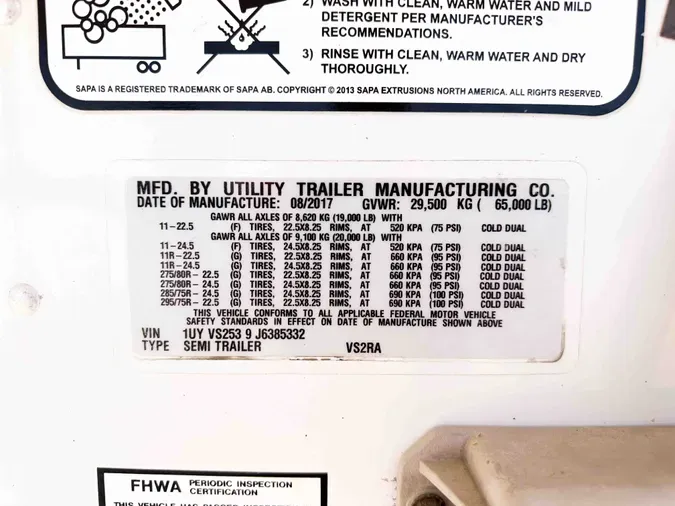 2) WASH WITH CLEAN, WARM WATER AND MILD
DETERGENT PER MANUFACTURER'S
RECOMMENDATIONS.
3) RINSE WITH CLEAN, WARM WATER AND DRY
THOROUGHLY.
SAPA IS A REGISTERED TRADEMARK OF SAPA AB. COPYRIGHT © 2013 SAPA EXTRUSIONS NORTH AMERICA. ALL RIGHTS RESERVED.
MFD. BY UTILITY TRAILER MANUFACTURING CO.
DATE OF MANUFACTURE: 08/2017 GVWR: 29,500 KG ( 65,000 LB)
GAWR ALL AXLES OF 8,620 KG (19,000 LB) WITH
11-22.5 (F) TIRES, 22.5X8.25 RIMS, AT 520 KPA (75 PSI) COLD DUAL
GAWR ALL AXLES OF 9,100 KG (20,000 LB) WITH
11-24.5 (F) TIRES, 24.5X8.25 RIMS, AT 520 KPA (75 PSI) COLD DUAL
11R-22.5 (G) TIRES, 22.5X8.25 RIMS, AT 660 KPA (95 PSI) COLD DUAL
11R-24.5 (G) TIRES, 24.5X8.25 RIMS, AT 660 KPA (95 PSI) COLD DUAL
275/80R- 22.5 (G) TIRES, 22.5X8.25 RIMS, AT 660 KPA (95 PSI) COLD DUAL
275/80R- 24.5 (G) TIRES, 24.5X8.25 RIMS, AT 660 KPA (95 PSI) COLD DUAL
285/75R- 24.5 (G) TIRES, 24.5X8.25 RIMS, AT 690 KPA (100 PSI) COLD DUAL
295/75R- 22.5 (G) TIRES, 22.5X8.25 RIMS, AT 690 KPA (100 PSI) COLD DUAL
THIS VEHICLE CONFORMS TO ALL APPLICABLE FEDERAL MOTOR VEHICLE
SAFETY STANDARDS IN EFFECT ON DATE OF MANUFACTURE SHOWN ABOVE
VIN 1UY VS253 9 J6385332
TYPE SEMI TRAILER VS2RA
FHWA PERIODIC INSPECTION
CERTIFICATION
THIS VEHICLE HAS PASSED